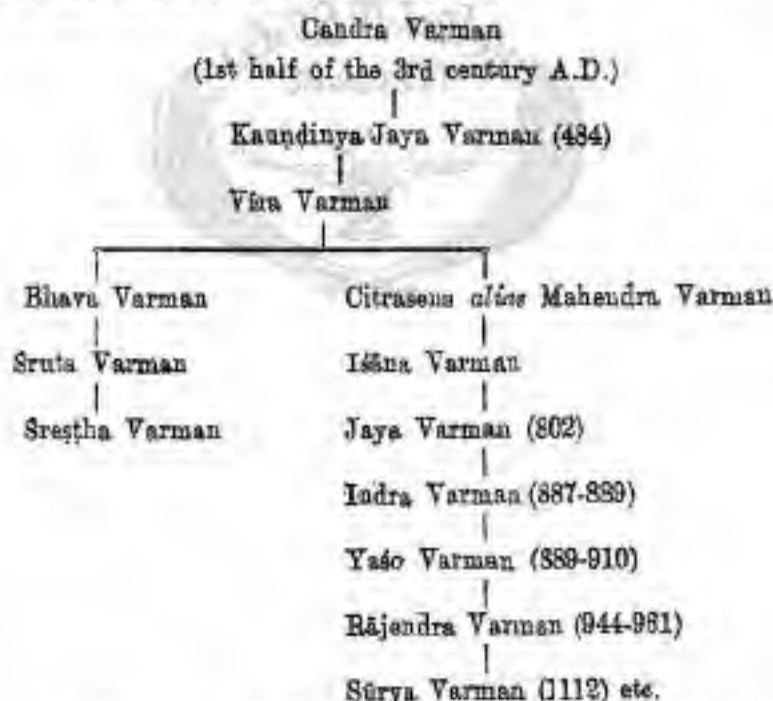 Candra Varman
(1st half of the 3rd century A.D.)
Kauṇḍinya Jaya Varman (484)
Vīra Varman
Bhava Varman Citrasena alias Mahendra Varman
Sruta Varman Iśāna Varman
Sreṣṭha Varman Jaya Varman (802)
Indra Varman (887-889)
Yaśo Varman (889-910)
Rājendra Varman (944-961)
Sūrya Varman (1112) etc.